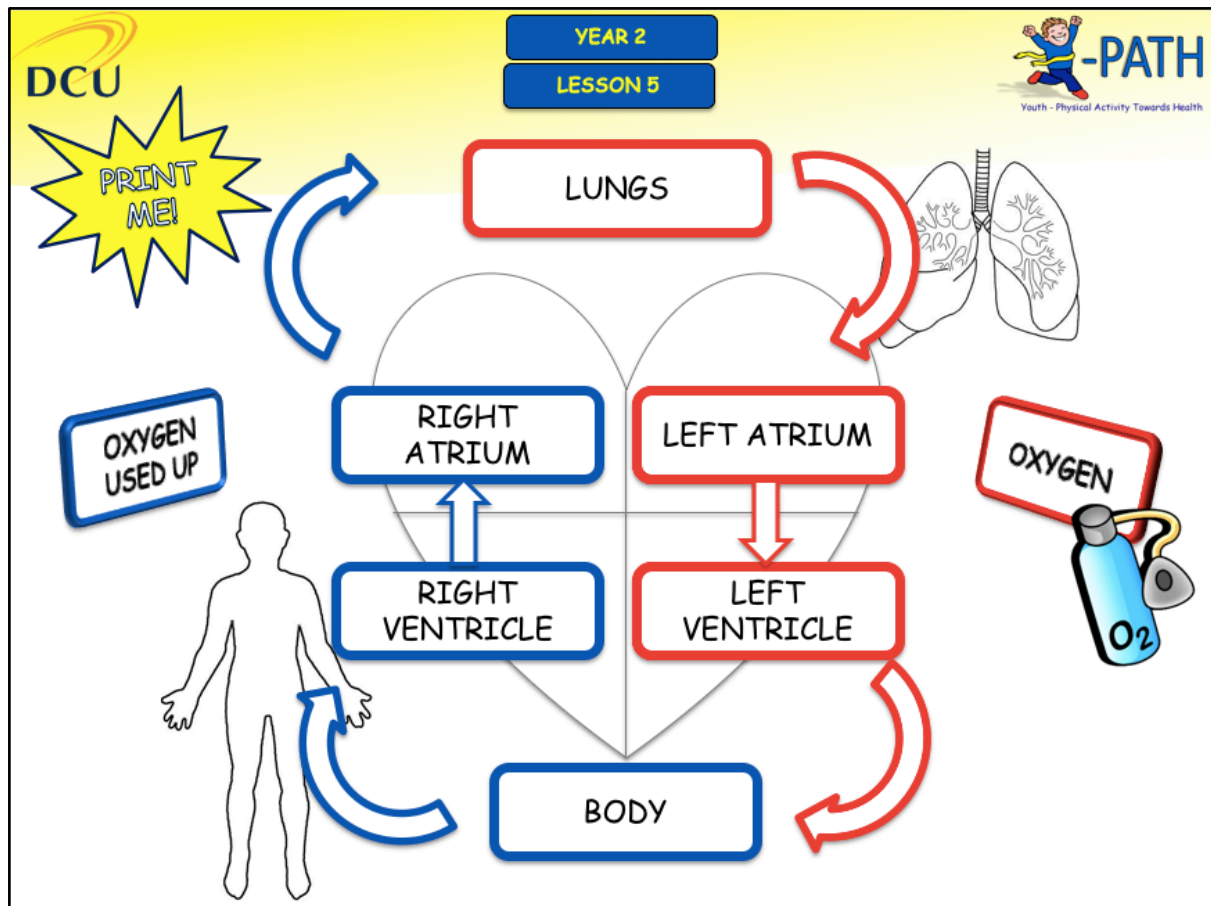 YEAR 2
LESSON 5
DCU
-PATH
Youth - Physical Activity Towards Health
PRINT
ME!
LUNGS
RIGHT
ATRIUM
LEFT ATRIUM
OXYGEN
USED UP
OXYGEN
RIGHT
VENTRICLE
LEFT
VENTRICLE
O2
BODY